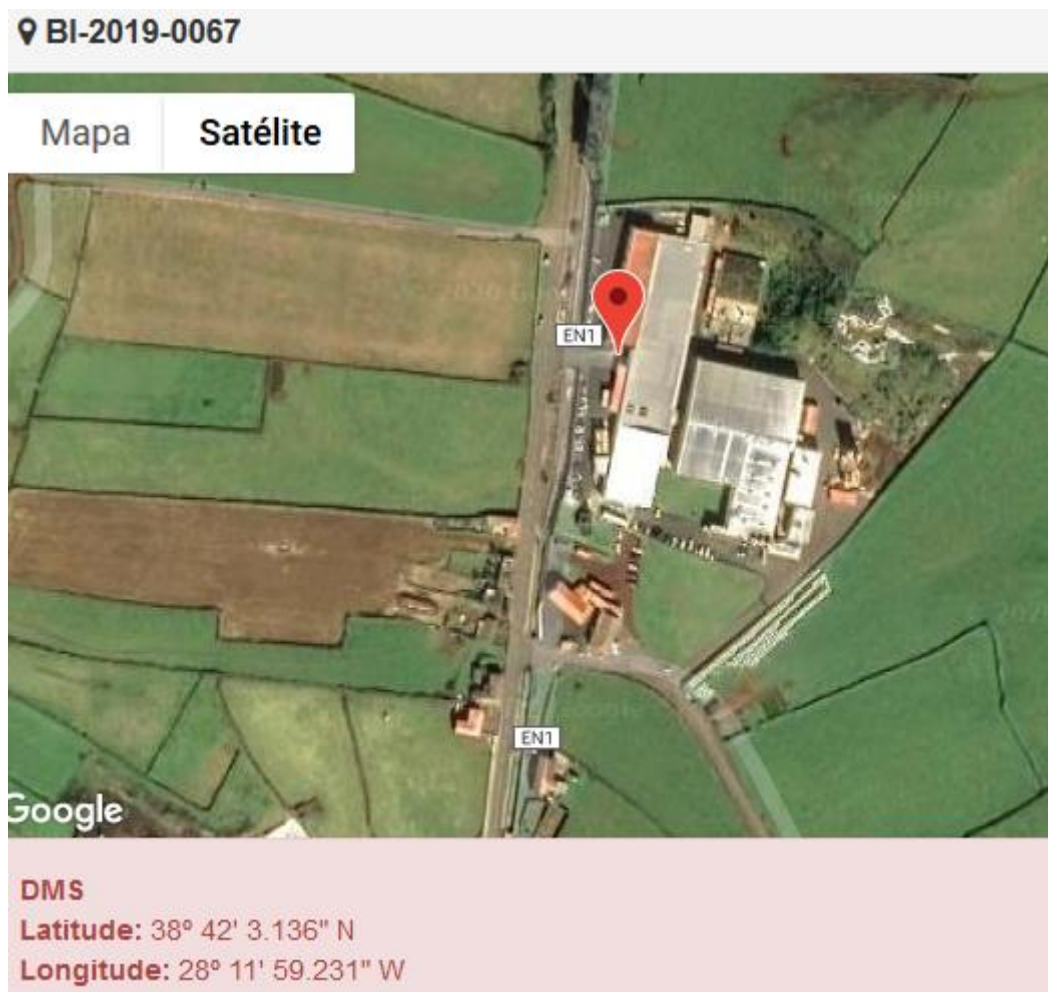 BI-2019-0067
Mapa Satélite
EN1
EN1
Google
DMS
Latitude: 38º 42' 3.136" N
Longitude: 28º 11' 59.231" W